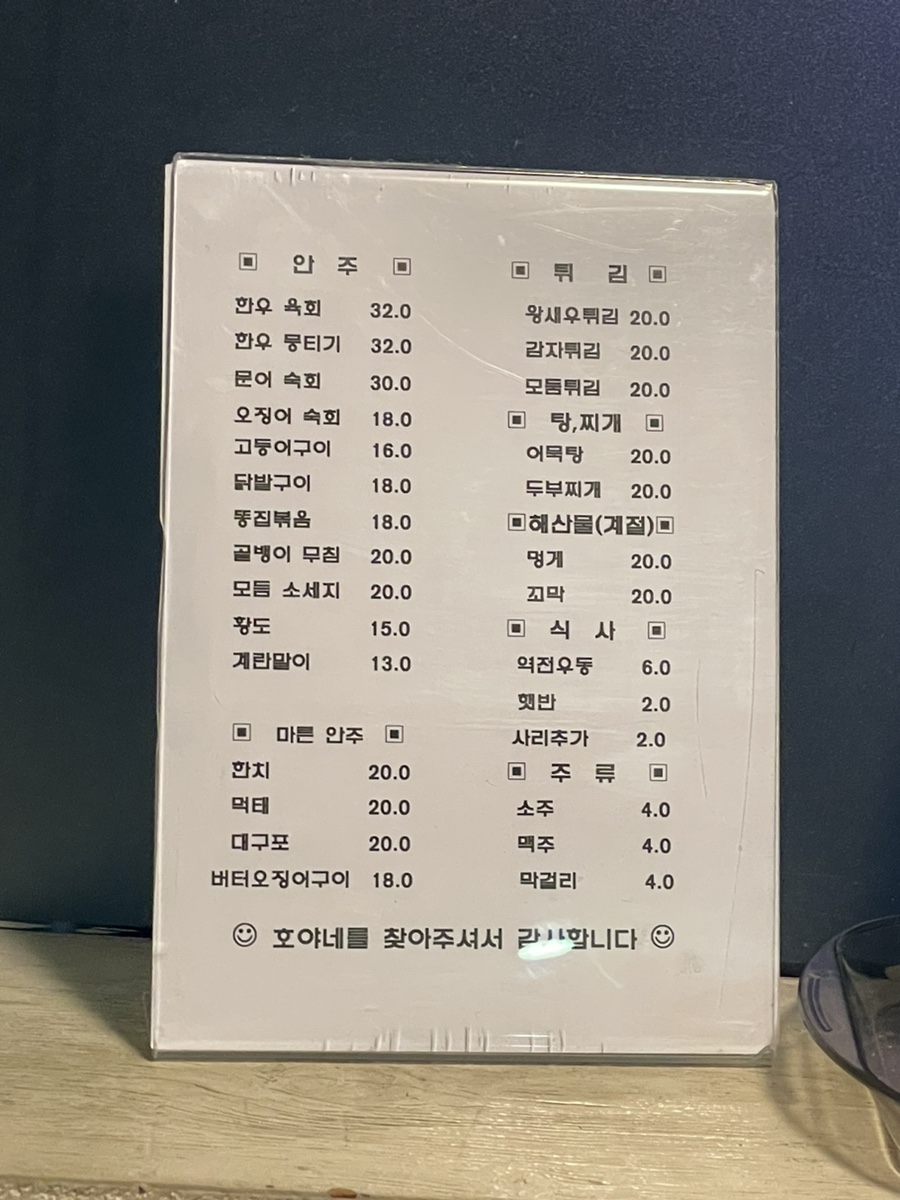 ▣ 안 주 ▣
한우 육회 32.0
한우 뭉티기 32.0
문어 숙회 30.0
오징어 숙회 18.0
고등어구이 16.0
닭발구이 18.0
똥집볶음 18.0
골뱅이 무침 20.0
모듬 소세지 20.0
황도 15.0
계란말이 13.0
▣ 마른 안주 ▣
한치 20.0
먹태 20.0
대구포 20.0
버터오징어구이 18.0
▣ 튀 김 ▣
왕새우튀김 20.0
감자튀김 20.0
모듬튀김 20.0
▣ 탕,찌개 ▣
어묵탕 20.0
두부찌개 20.0
▣해산물(계절)▣
멍게 20.0
꼬막 20.0
▣ 식 사 ▣
역전우동 6.0
햇반 2.0
사리추가 2.0
▣ 주 류 ▣
소주 4.0
맥주 4.0
막걸리 4.0
☺ 호야네를 찾아주셔서 감사합니다 ☺